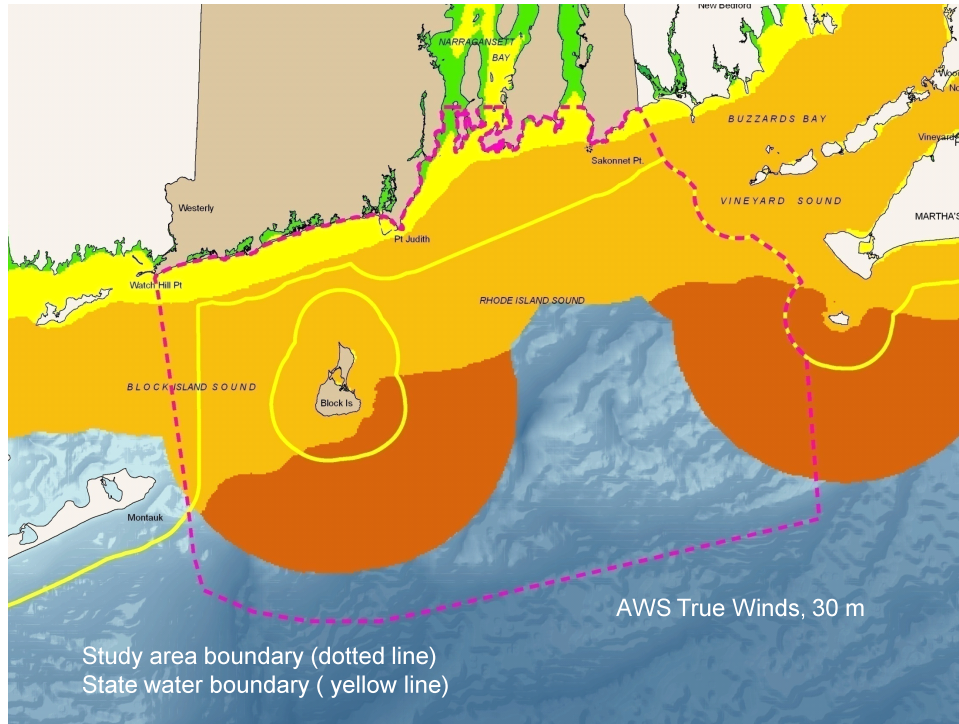 New Bedford
NARRAGANSETT
BAY
BUZZARDS BAY
Vineyard
Sakonnet Pt.
VINEYARD SOUND
Westerly
MARTHA'S
Pt Judith
Watch Hill Pt
RHODE ISLAND SOUND
BLOCK ISLAND SOUND
Block Is
Montauk
AWS True Winds, 30 m
Study area boundary (dotted line)
State water boundary ( yellow line)